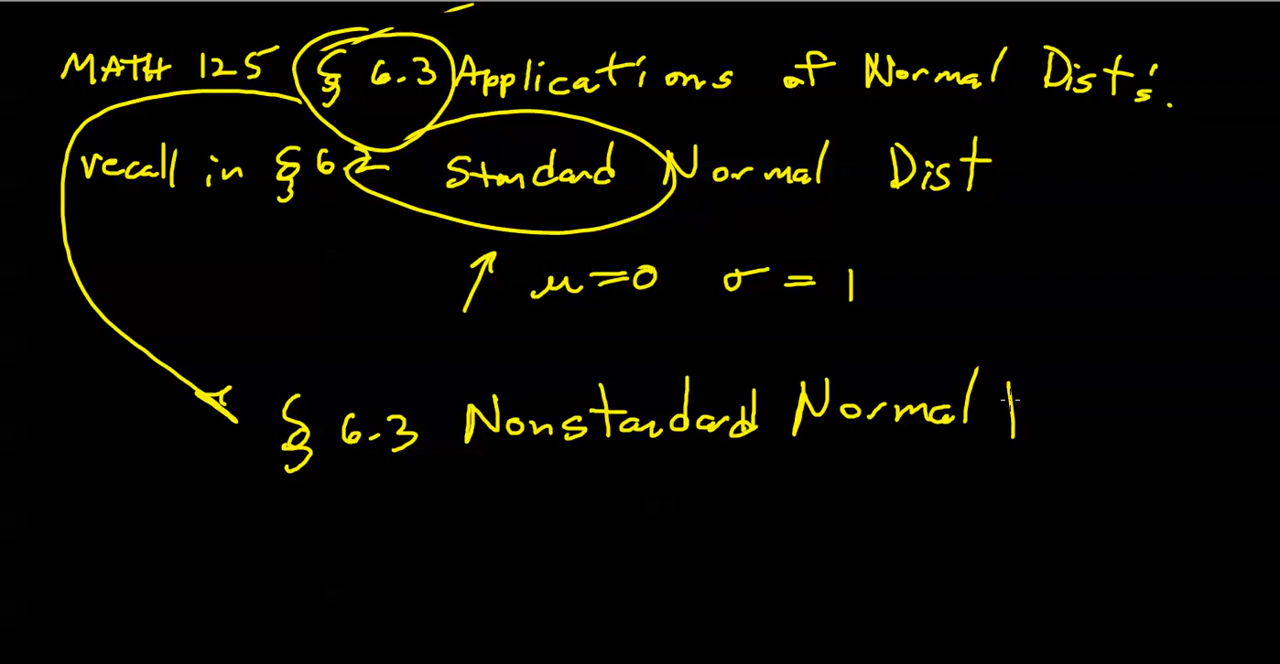 MATH 125 § 6.3 Applications of Normal Dist's.
recall in § 6.2 Standard Normal Dist
μ=0 σ = 1
§ 6.3 Nonstandard Normal